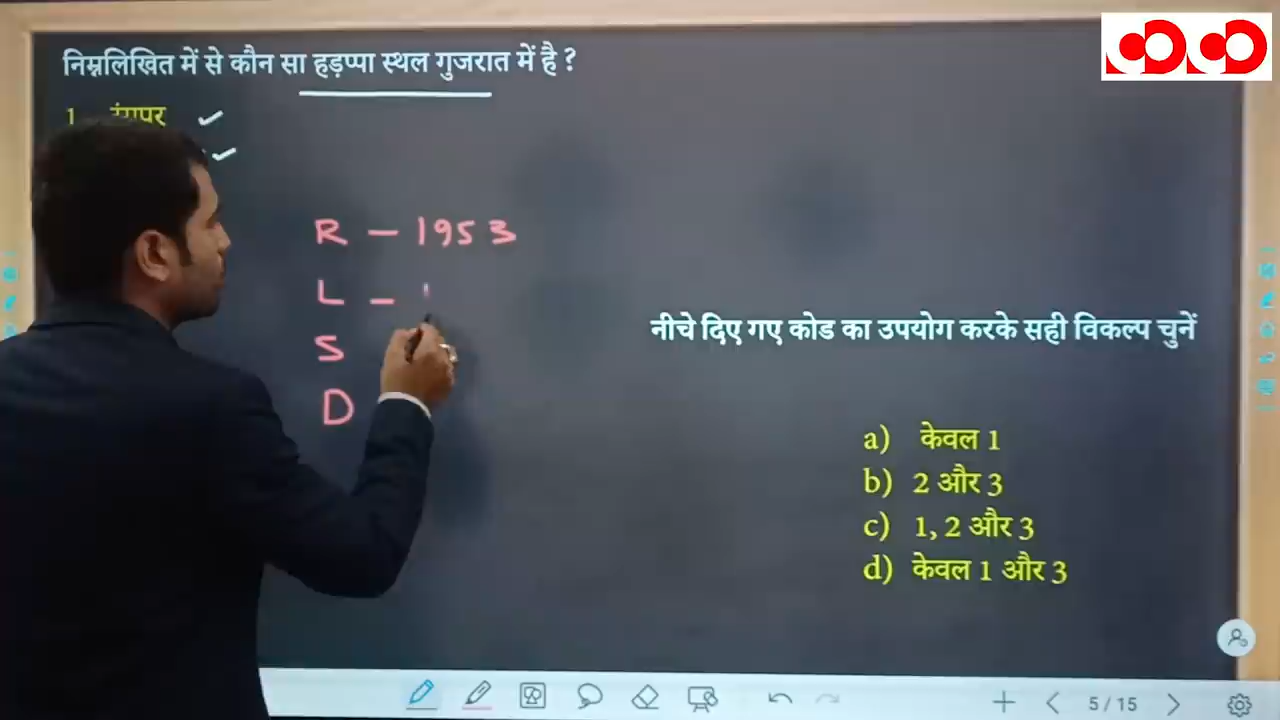 निम्नलिखित में से कौन सा हड़प्पा स्थल गुजरात में है ?
1
R - 1953
L -
S
D
नीचे दिए गए कोड का उपयोग करके सही विकल्प चुनें
a) केवल 1
b) 2 और 3
c) 1, 2 और 3
d) केवल 1 और 3
5 / 15